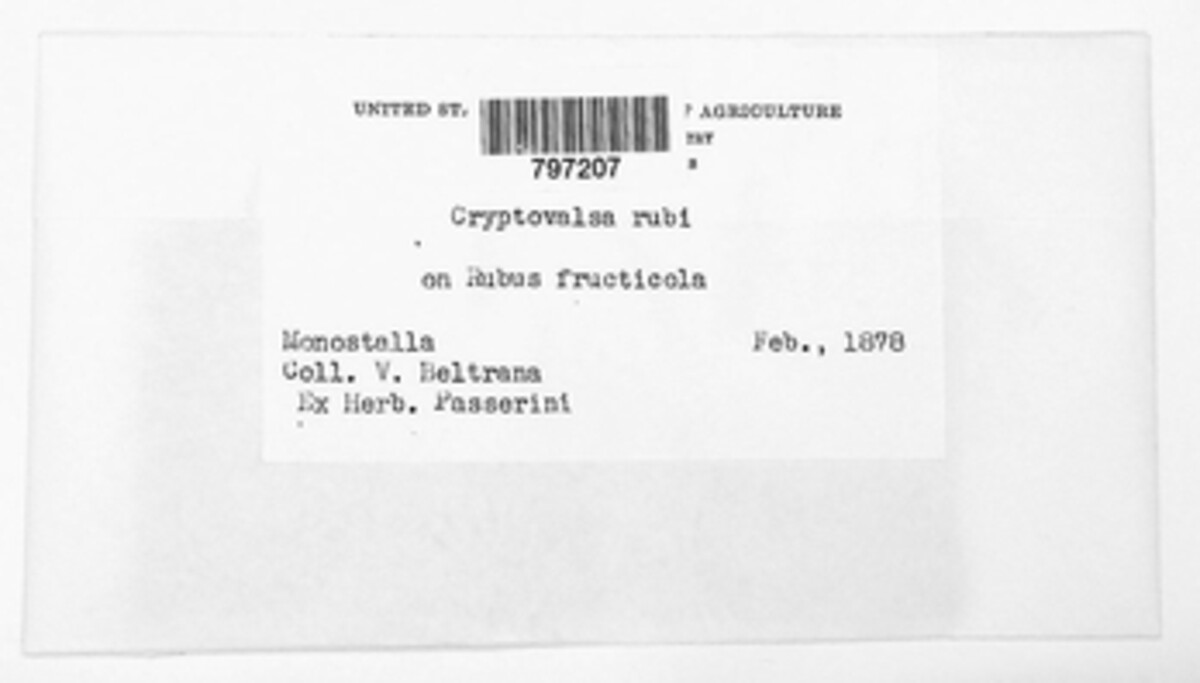 UNITED ST. AGRICULTURE
797207
Cryptovalsa rubi
on Rubus fructicola
Monostella Feb., 1878
Coll. V. Beltrana
Ex Herb. Passerini